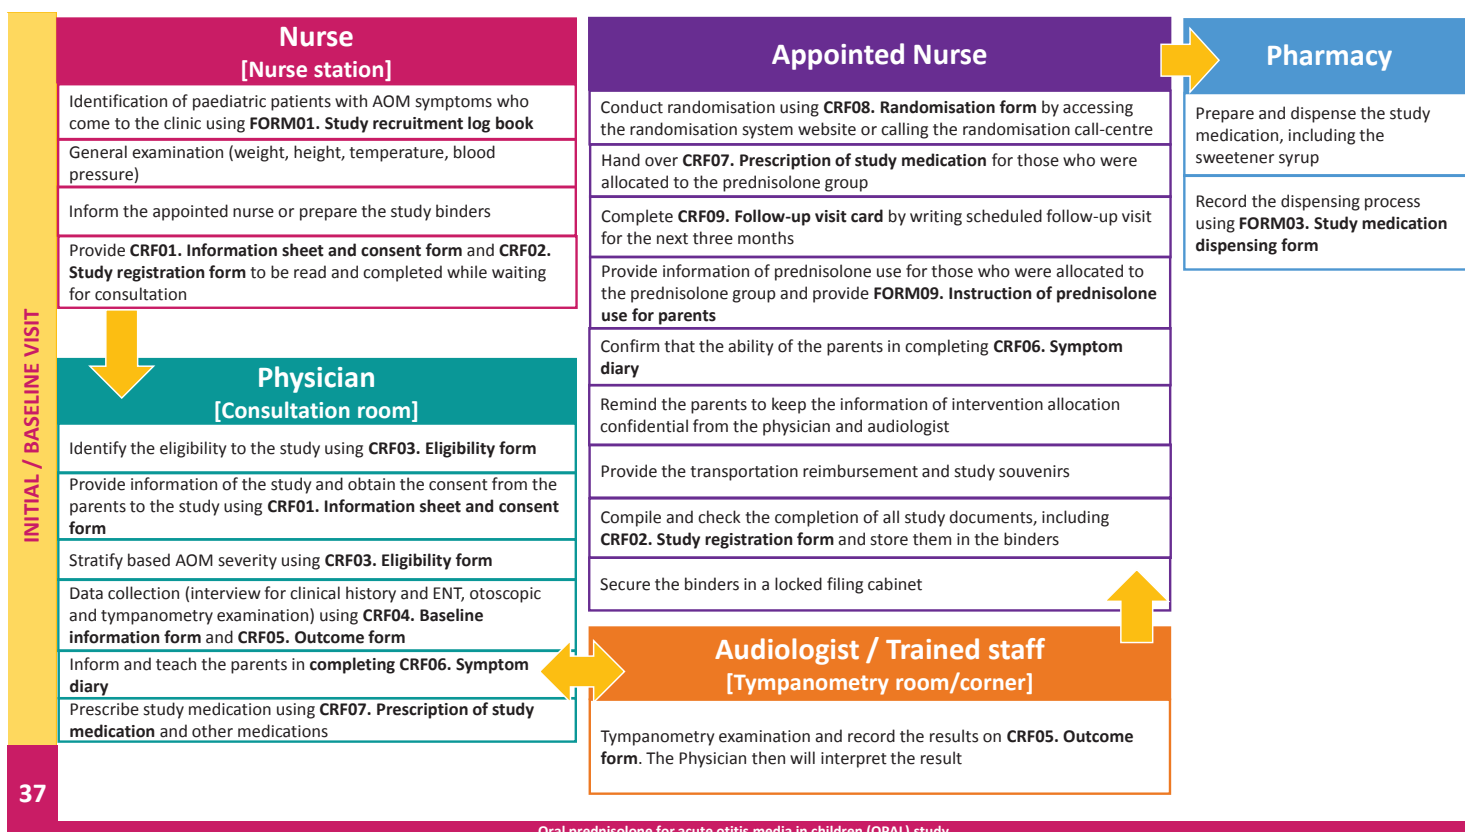 INITIAL / BASELINE VISIT
37
Nurse
[Nurse station]
Identification of paediatric patients with AOM symptoms who
come to the clinic using FORM01. Study recruitment log book
General examination (weight, height, temperature, blood
pressure)
Inform the appointed nurse or prepare the study binders
Provide CRF01. Information sheet and consent form and CRF02.
Study registration form to be read and completed while waiting
for consultation
Physician
[Consultation room]
Identify the eligibility to the study using CRF03. Eligibility form
Provide information of the study and obtain the consent from the
parents to the study using CRF01. Information sheet and consent
form
Stratify based AOM severity using CRF03. Eligibility form
Data collection (interview for clinical history and ENT, otoscopic
and tympanometry examination) using CRF04. Baseline
information form and CRF05. Outcome form
Inform and teach the parents in completing CRF06. Symptom
diary
Prescribe study medication using CRF07. Prescription of study
medication and other medications
Appointed Nurse
Conduct randomisation using CRF08. Randomisation form by accessing
the randomisation system website or calling the randomisation call-centre
Hand over CRF07. Prescription of study medication for those who were
allocated to the prednisolone group
Complete CRF09. Follow-up visit card by writing scheduled follow-up visit
for the next three months
Provide information of prednisolone use for those who were allocated to
the prednisolone group and provide FORM09. Instruction of prednisolone
use for parents
Confirm that the ability of the parents in completing CRF06. Symptom
diary
Remind the parents to keep the information of intervention allocation
confidential from the physician and audiologist
Provide the transportation reimbursement and study souvenirs
Compile and check the completion of all study documents, including
CRF02. Study registration form and store them in the binders
Secure the binders in a locked filing cabinet
Audiologist / Trained staff
[Tympanometry room/corner]
Tympanometry examination and record the results on CRF05. Outcome
form. The Physician then will interpret the result
Pharmacy
Prepare and dispense the study
medication, including the
sweetener syrup
Record the dispensing process
using FORM03. Study medication
dispensing form
Oral prednisolone for acute otitis media in children (OPAL) study